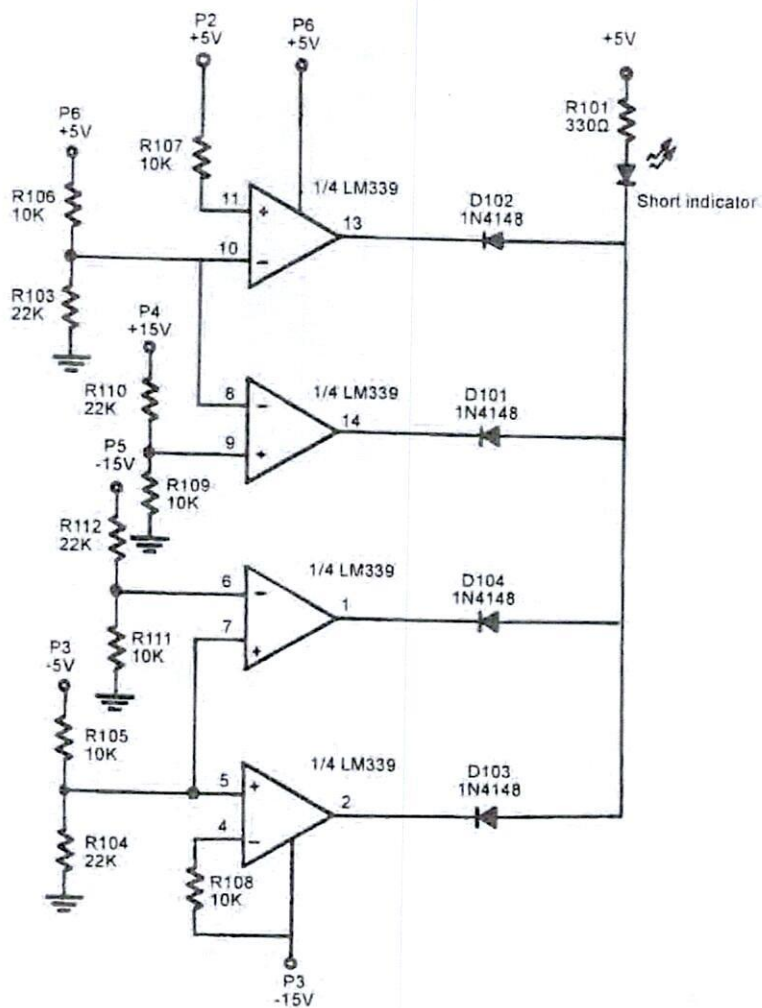 P2
+5V
P6
+5V
+5V
R101
330Ω
P6
+5V
R107
10K
R106
10K
11
+
1/4 LM339
13
D102
1N4148
Short indicator
10
−
R103
22K
P4
+15V
R110
22K
8
−
1/4 LM339
14
D101
1N4148
9
+
P5
-15V
R109
10K
R112
22K
6
−
1/4 LM339
1
D104
1N4148
7
+
R111
10K
P3
-5V
R105
10K
1/4 LM339
5
+
2
D103
1N4148
4
−
R104
22K
R108
10K
P3
-15V